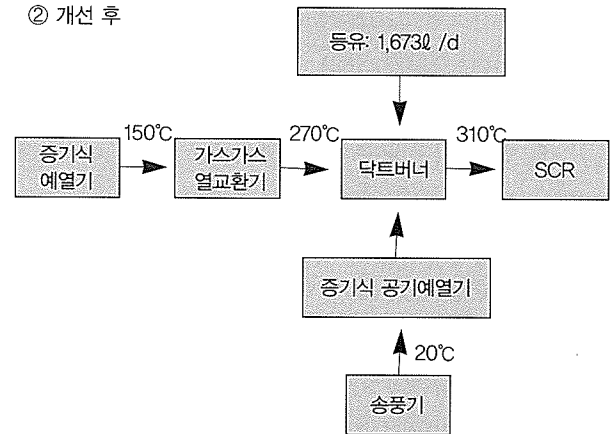 ② 개선 후
등유: 1,673ℓ /d
150℃
270℃
310℃
증기식
예열기
가스가스
열교환기
닥트버너
SCR
증기식 공기예열기
20℃
송풍기